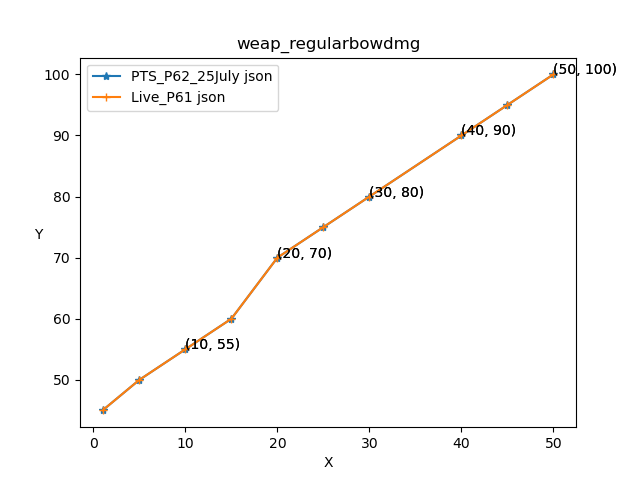 weap_regularbowdmg
PTS_P62_25July json
Live_P61 json
(50, 100)
(40, 90)
(30, 80)
(20, 70)
(10, 55)
100
90
80
70
60
50
Y
0 10 20 30 40 50
X